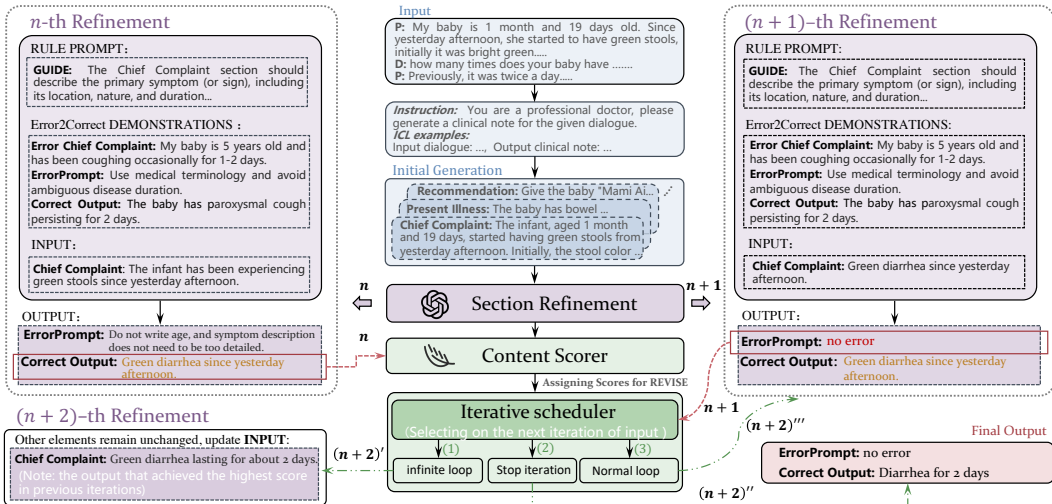 n-th Refinement
RULE PROMPT:
GUIDE: The Chief Complaint section should
describe the primary symptom (or sign), including
its location, nature, and duration...
Error2Correct DEMONSTRATIONS :
Error Chief Complaint: My baby is 5 years old and
has been coughing occasionally for 1-2 days.
ErrorPrompt: Use medical terminology and avoid
ambiguous disease duration.
Correct Output: The baby has paroxysmal cough
persisting for 2 days.
INPUT:
Chief Complaint: The infant has been experiencing
green stools since yesterday afternoon.
OUTPUT:
ErrorPrompt: Do not write age, and symptom description
does not need to be too detailed.
Correct Output: Green diarrhea since yesterday
afternoon.
(n + 2)-th Refinement
Other elements remain unchanged, update INPUT:
Chief Complaint: Green diarrhea lasting for about 2 days.
(Note: the output that achieved the highest score
in previous iterations)
Input
P: My baby is 1 month and 19 days old. Since
yesterday afternoon, she started to have green stools,
initially it was bright green.....
D: how many times does your baby have .......
P: Previously, it was twice a day.....
Instruction: You are a professional doctor, please
generate a clinical note for the given dialogue.
ICL examples:
Input dialogue: ..., Output clinical note: ...
Initial Generation
Recommendation: Give the baby "Mami Ai...
Present Illness: The baby has bowel ...
Chief Complaint: The infant, aged 1 month
and 19 days, started having green stools from
yesterday afternoon. Initially, the stool color ...
n
Section Refinement
n + 1
n
Content Scorer
Assigning Scores for REVISE
Iterative scheduler
(Selecting on the next iteration of input )
(1)
(2)
(3)
infinite loop
Stop iteration
Normal loop
(n + 2)′
n + 1
(n + 2)′′′
(n + 2)′′
(n + 1)-th Refinement
RULE PROMPT:
GUIDE: The Chief Complaint section should
describe the primary symptom (or sign), including
its location, nature, and duration...
Error2Correct DEMONSTRATIONS:
Error Chief Complaint: My baby is 5 years old and
has been coughing occasionally for 1-2 days.
ErrorPrompt: Use medical terminology and avoid
ambiguous disease duration.
Correct Output: The baby has paroxysmal cough
persisting for 2 days.
INPUT:
Chief Complaint: Green diarrhea since yesterday
afternoon.
OUTPUT:
ErrorPrompt: no error
Correct Output: Green diarrhea since yesterday
afternoon.
Final Output
ErrorPrompt: no error
Correct Output: Diarrhea for 2 days